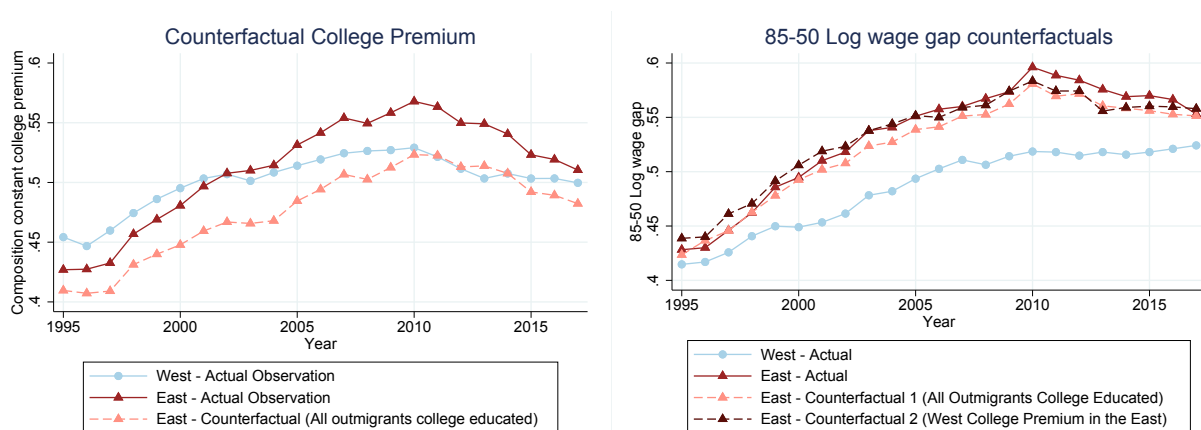 Counterfactual College Premium
Composition constant college premium
.6
.55
.5
.45
.4
1995
2000
2005
2010
2015
Year
West - Actual Observation
East - Actual Observation
East - Counterfactual (All outmigrants college educated)
85-50 Log wage gap counterfactuals
85-50 Log wage gap
.6
.55
.5
.45
.4
1995
2000
2005
2010
2015
Year
West - Actual
East - Actual
East - Counterfactual 1 (All Outmigrants College Educated)
East - Counterfactual 2 (West College Premium in the East)